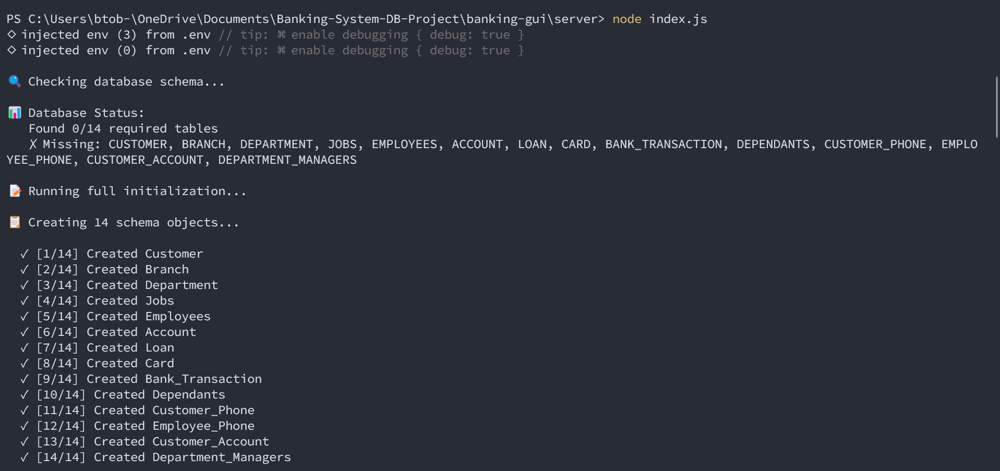 PS C:\Users\btob-\OneDrive\Documents\Banking-System-DB-Project\banking-gui\server> node index.js
◇ injected env (3) from .env // tip: ⌘ enable debugging { debug: true }
◇ injected env (0) from .env // tip: ⌘ enable debugging { debug: true }
🔍 Checking database schema...
📊 Database Status:
Found 0/14 required tables
✗ Missing: CUSTOMER, BRANCH, DEPARTMENT, JOBS, EMPLOYEES, ACCOUNT, LOAN, CARD, BANK_TRANSACTION, DEPENDANTS, CUSTOMER_PHONE, EMPLO
YEE_PHONE, CUSTOMER_ACCOUNT, DEPARTMENT_MANAGERS
📝 Running full initialization...
📋 Creating 14 schema objects...
✓ [1/14] Created Customer
✓ [2/14] Created Branch
✓ [3/14] Created Department
✓ [4/14] Created Jobs
✓ [5/14] Created Employees
✓ [6/14] Created Account
✓ [7/14] Created Loan
✓ [8/14] Created Card
✓ [9/14] Created Bank_Transaction
✓ [10/14] Created Dependants
✓ [11/14] Created Customer_Phone
✓ [12/14] Created Employee_Phone
✓ [13/14] Created Customer_Account
✓ [14/14] Created Department_Managers